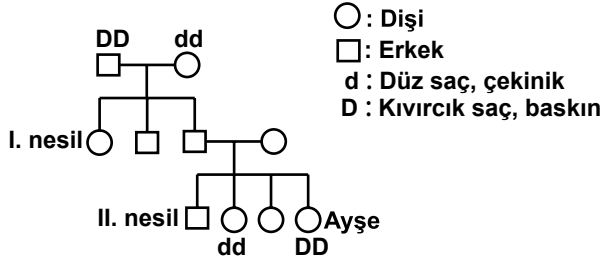 DD dd
I. nesil
II. nesil
dd DD
Ayşe
: Dişi
: Erkek
d : Düz saç, çekinik
D : Kıvırcık saç, baskın